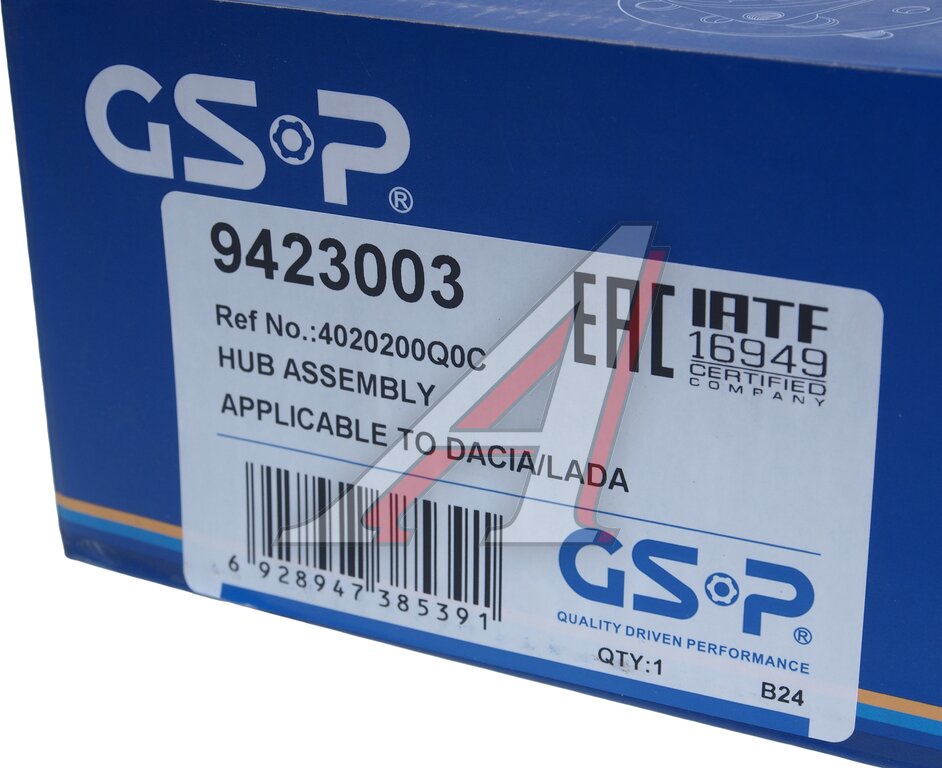 GSP®
9423003
Ref No.:4020200Q0C
HUB ASSEMBLY
APPLICABLE TO DACIA/LADA
EAC
IATF
16949
CERTIFIED
COMPANY
6 928947 385391
GSP®
QUALITY DRIVEN PERFORMANCE
QTY:1
B24